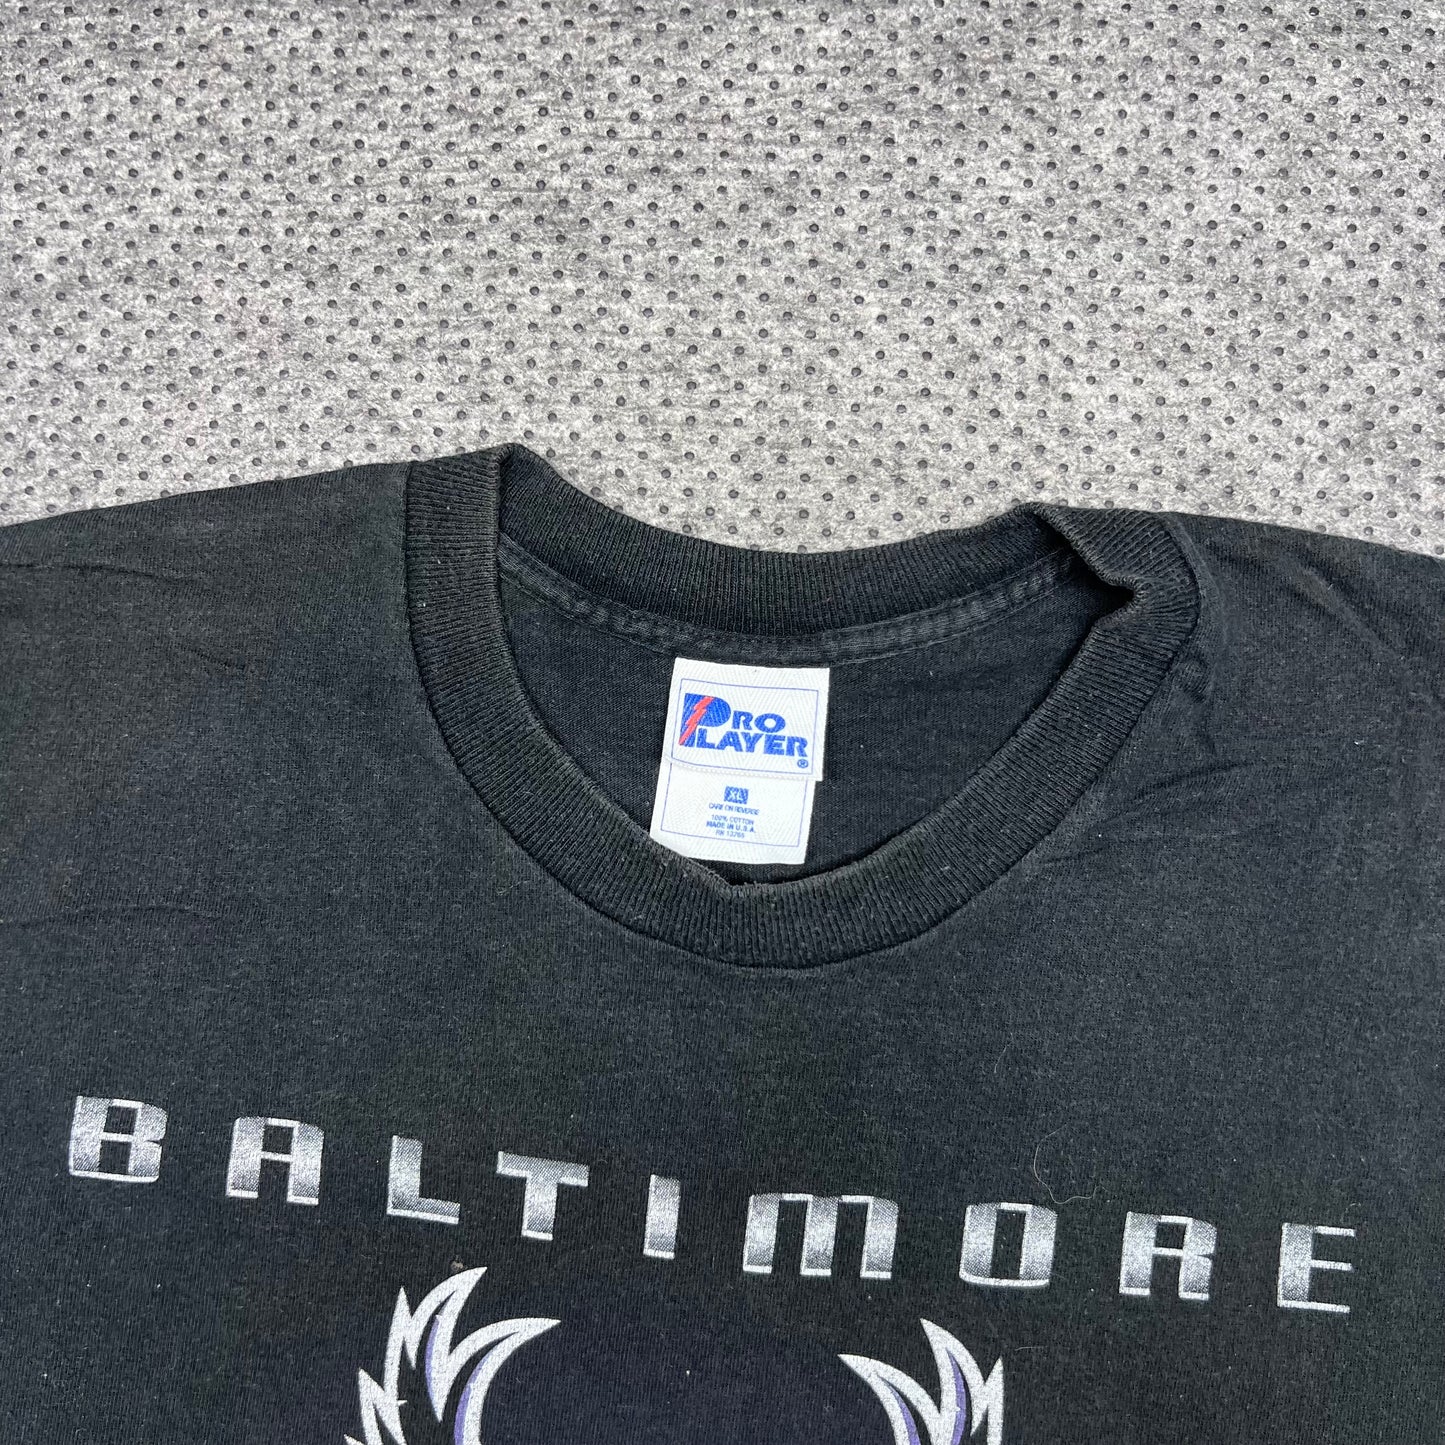 PRO
PLAYER®
XL
CARE ON REVERSE
100% COTTON
MADE IN U.S.A.
BALTIMORE